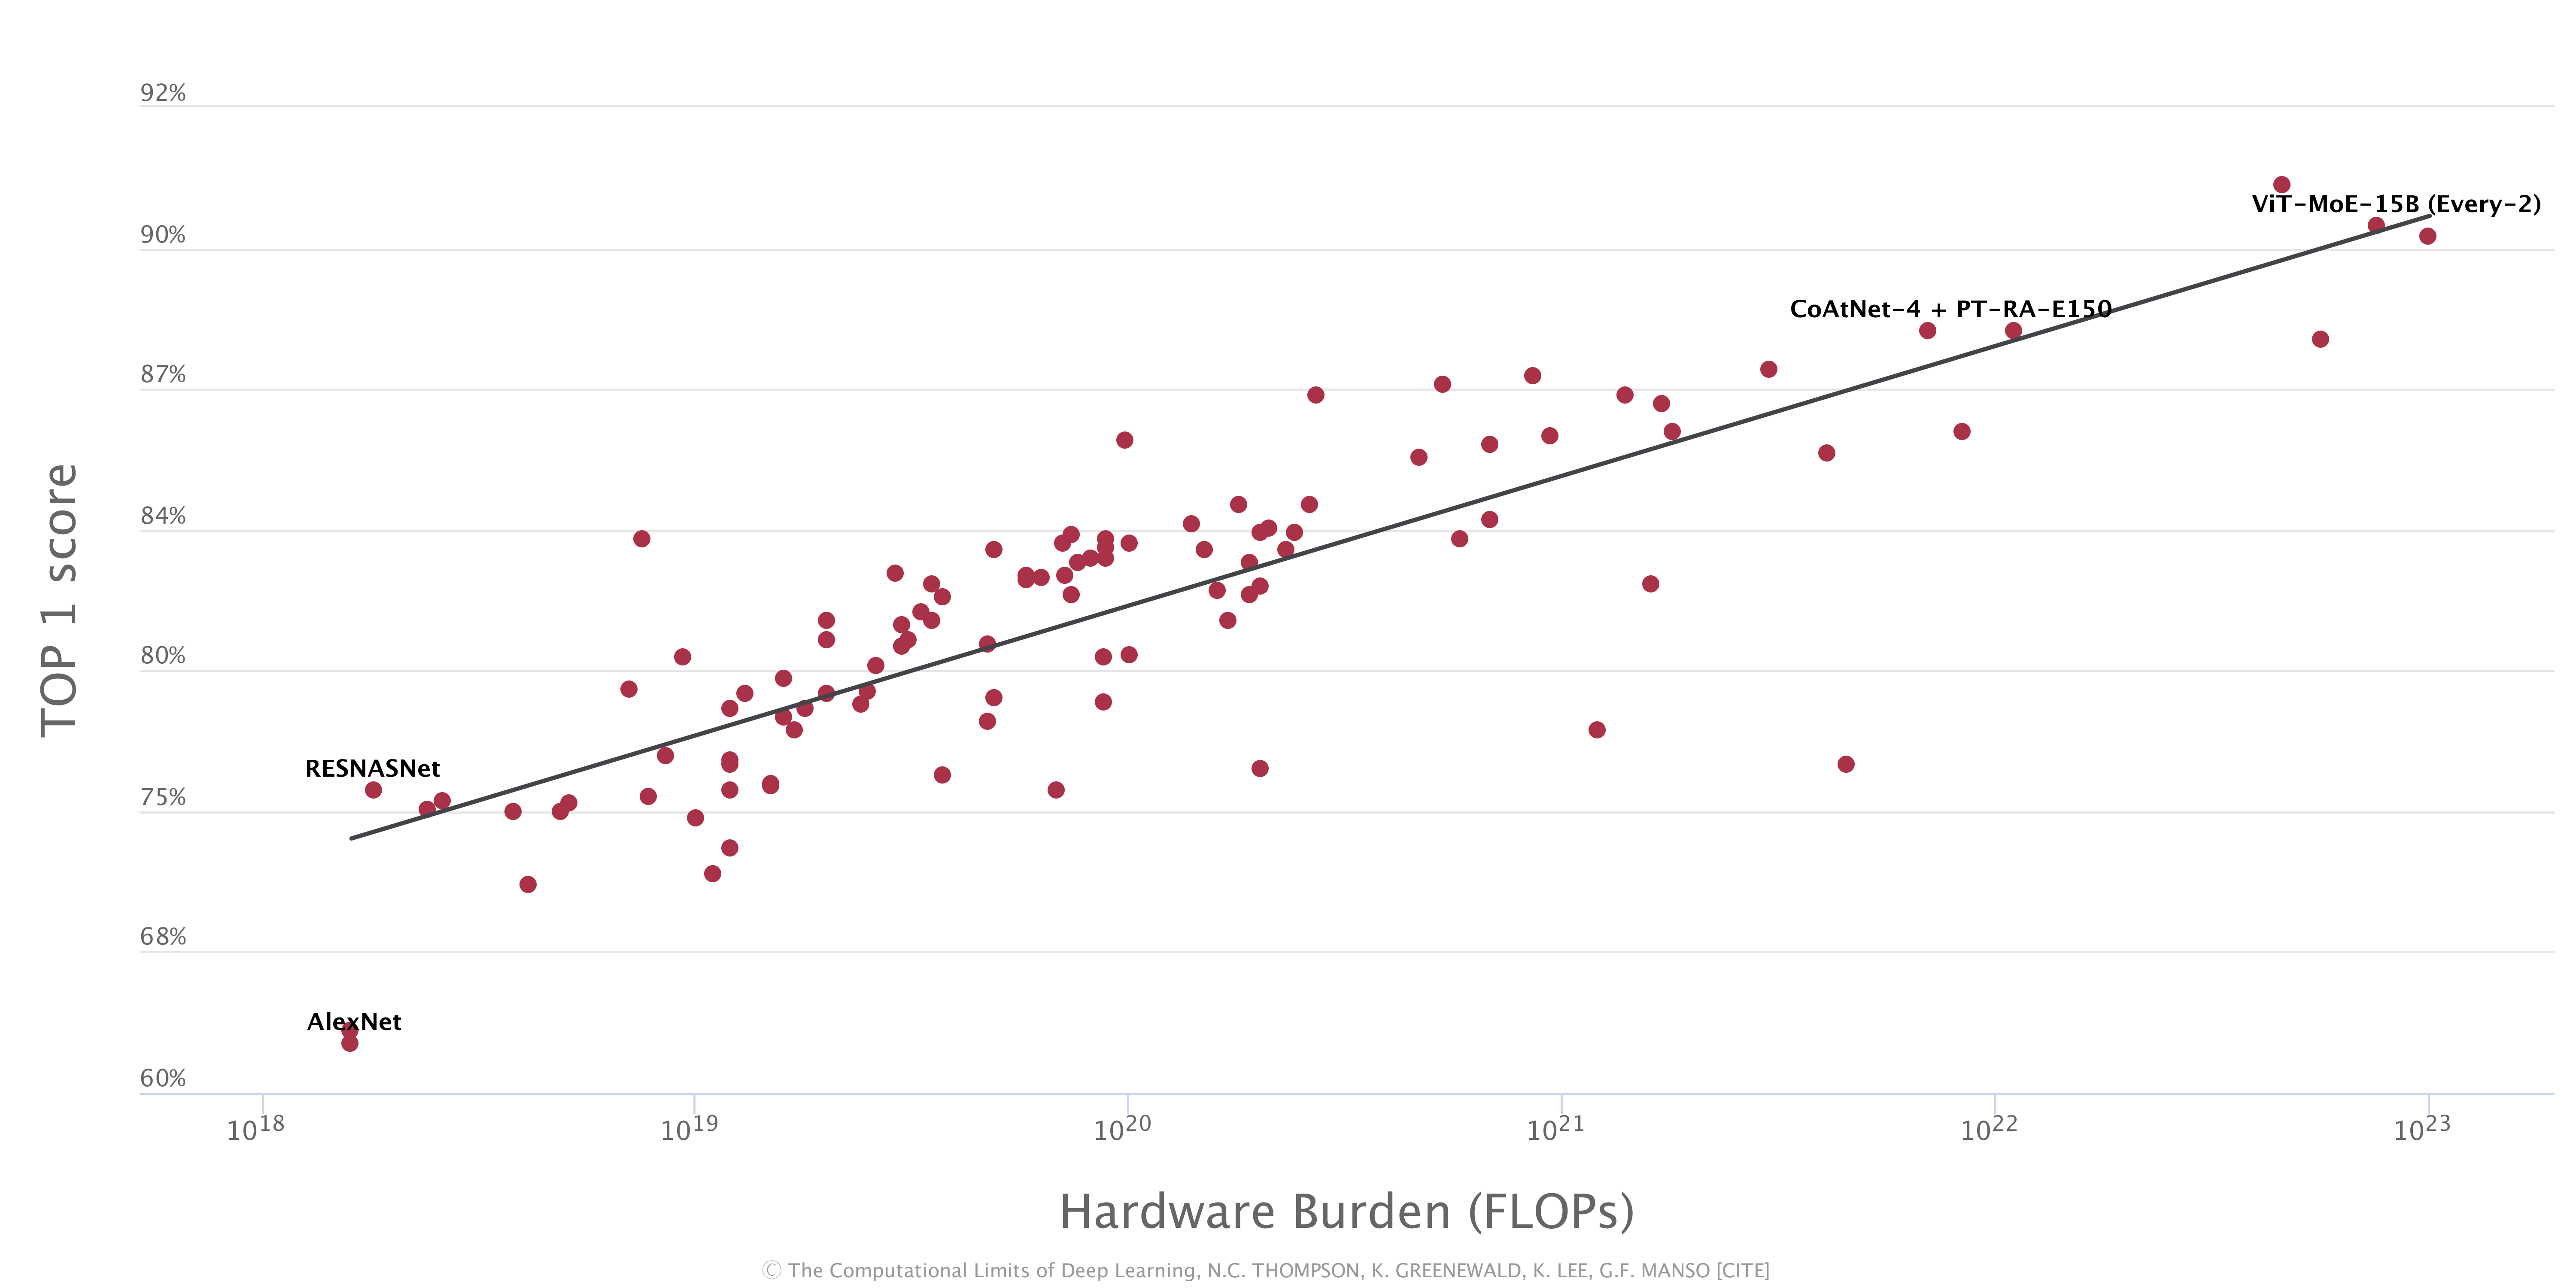 92%
90%
87%
84%
80%
75%
68%
60%
TOP 1 score
ViT-MoE-15B (Every-2)
CoAtNet-4 + PT-RA-E150
RESNASNet
AlexNet
10^18 10^19 10^20 10^21 10^22 10^23
Hardware Burden (FLOPs)
Ⓒ The Computational Limits of Deep Learning, N.C. THOMPSON, K. GREENEWALD, K. LEE, G.F. MANSO [CITE]